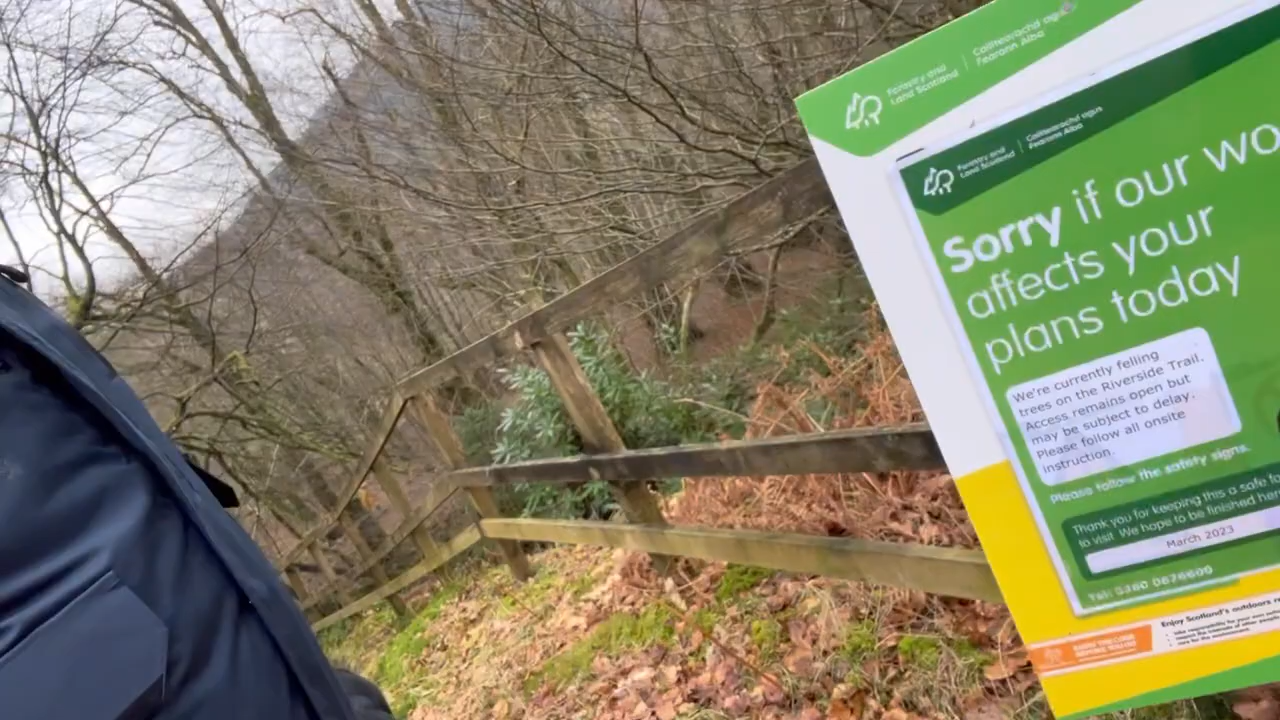 Forestry and
Land Scotland
Coilltearachd agus
Fearann Alba
Forestry and
Land Scotland
Coilltearachd agus
Fearann Alba
Sorry if our wo
affects your
plans today
We're currently felling
trees on the Riverside Trail.
Access remains open but
may be subject to delay.
Please follow all onsite
instruction.
Please follow the safety signs.
Thank you for keeping this a safe fo
to visit. We hope to be finished her
March 2023
Tel:
Enjoy Scotland's outdoors